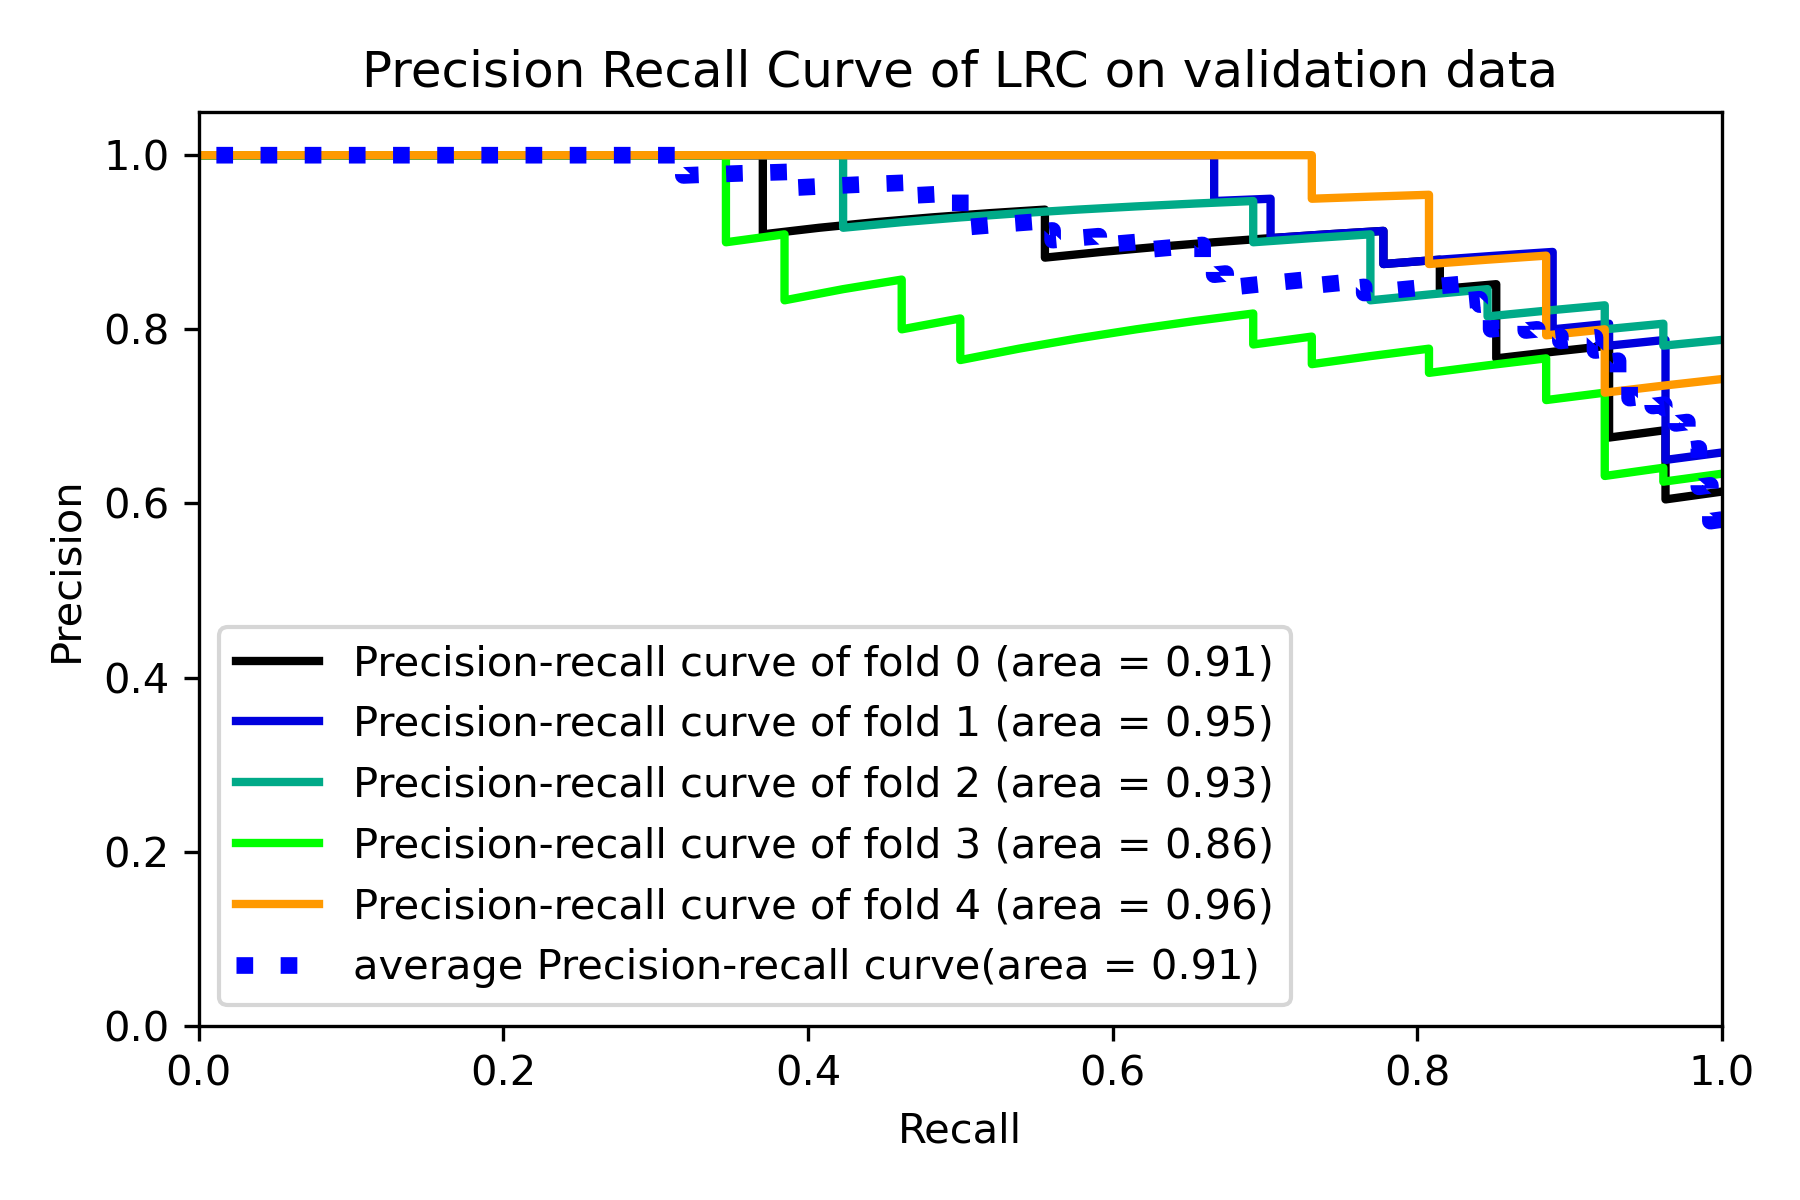 Precision Recall Curve of LRC on validation data
1.0
0.8
0.6
0.4
0.2
0.0
Precision
Precision-recall curve of fold 0 (area = 0.91)
Precision-recall curve of fold 1 (area = 0.95)
Precision-recall curve of fold 2 (area = 0.93)
Precision-recall curve of fold 3 (area = 0.86)
Precision-recall curve of fold 4 (area = 0.96)
average Precision-recall curve(area = 0.91)
0.0 0.2 0.4 0.6 0.8 1.0
Recall